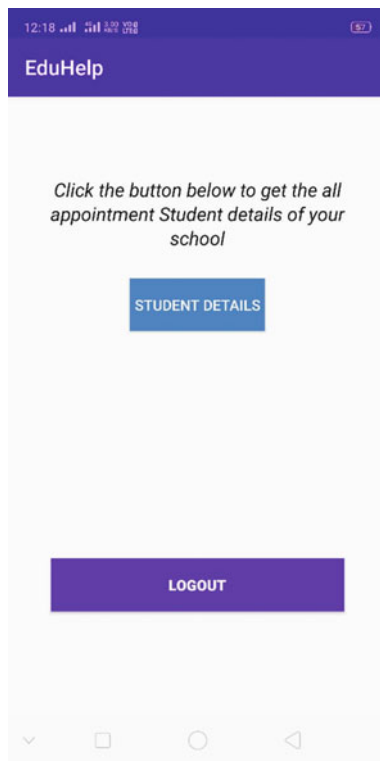 12:18
57
EduHelp
Click the button below to get the all
appointment Student details of your
school
STUDENT DETAILS
LOGOUT